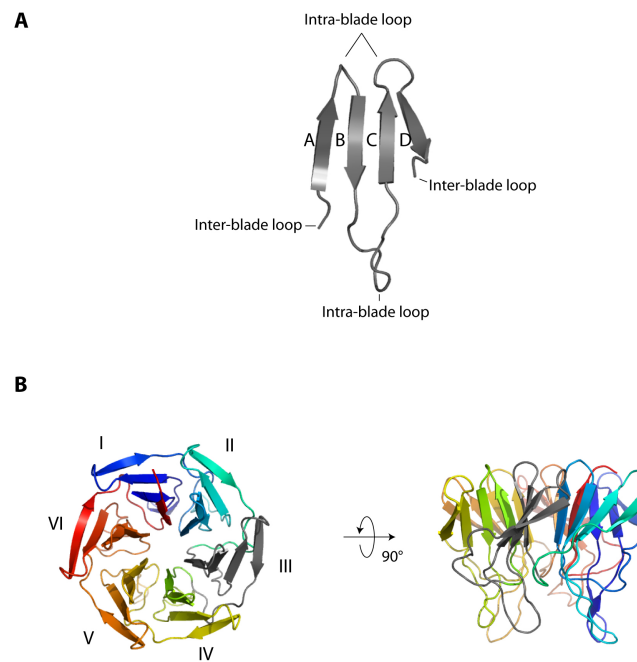 A
Intra-blade loop
A B C D
Inter-blade loop
Inter-blade loop
Intra-blade loop
B
I
II
VI
III
90°
V
IV